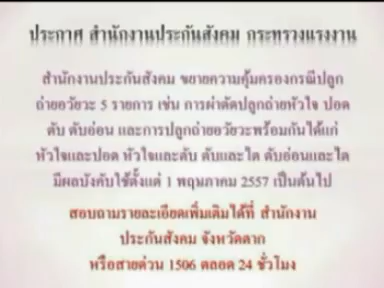 ประกาศ สำนักงานประกันสังคม กระทรวงแรงงาน
สำนักงานประกันสังคม ขยายความคุ้มครองกรณีปลูก
ถ่ายอวัยวะ 5 รายการ เช่น การผ่าตัดปลูกถ่ายหัวใจ ปอด
ตับ ตับอ่อน และการปลูกถ่ายอวัยวะพร้อมกันได้แก่
หัวใจและปอด หัวใจและตับ ตับและไต ตับอ่อนและไต
มีผลบังคับใช้ตั้งแต่ 1 พฤษภาคม 2557 เป็นต้นไป
สอบถามรายละเอียดเพิ่มเติมได้ที่ สำนักงาน
ประกันสังคม จังหวัดตาก
หรือสายด่วน 1506 ตลอด 24 ชั่วโมง